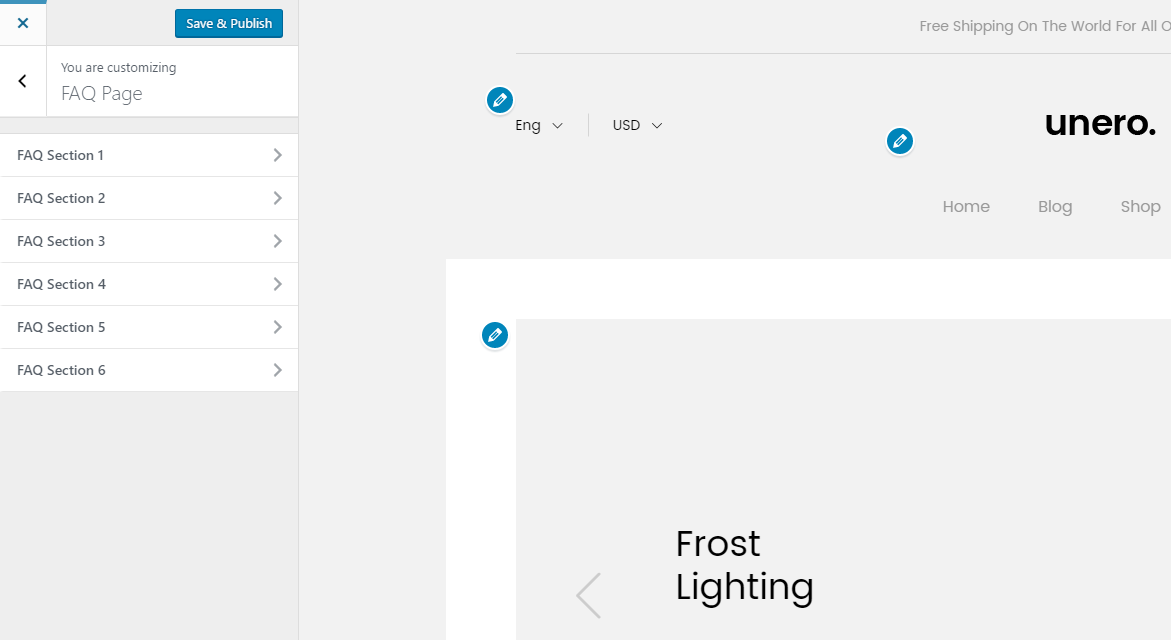 Save & Publish
You are customizing
FAQ Page
FAQ Section 1
FAQ Section 2
FAQ Section 3
FAQ Section 4
FAQ Section 5
FAQ Section 6
Free Shipping On The World For All O
Eng
USD
unero.
Home
Blog
Shop
Frost
Lighting